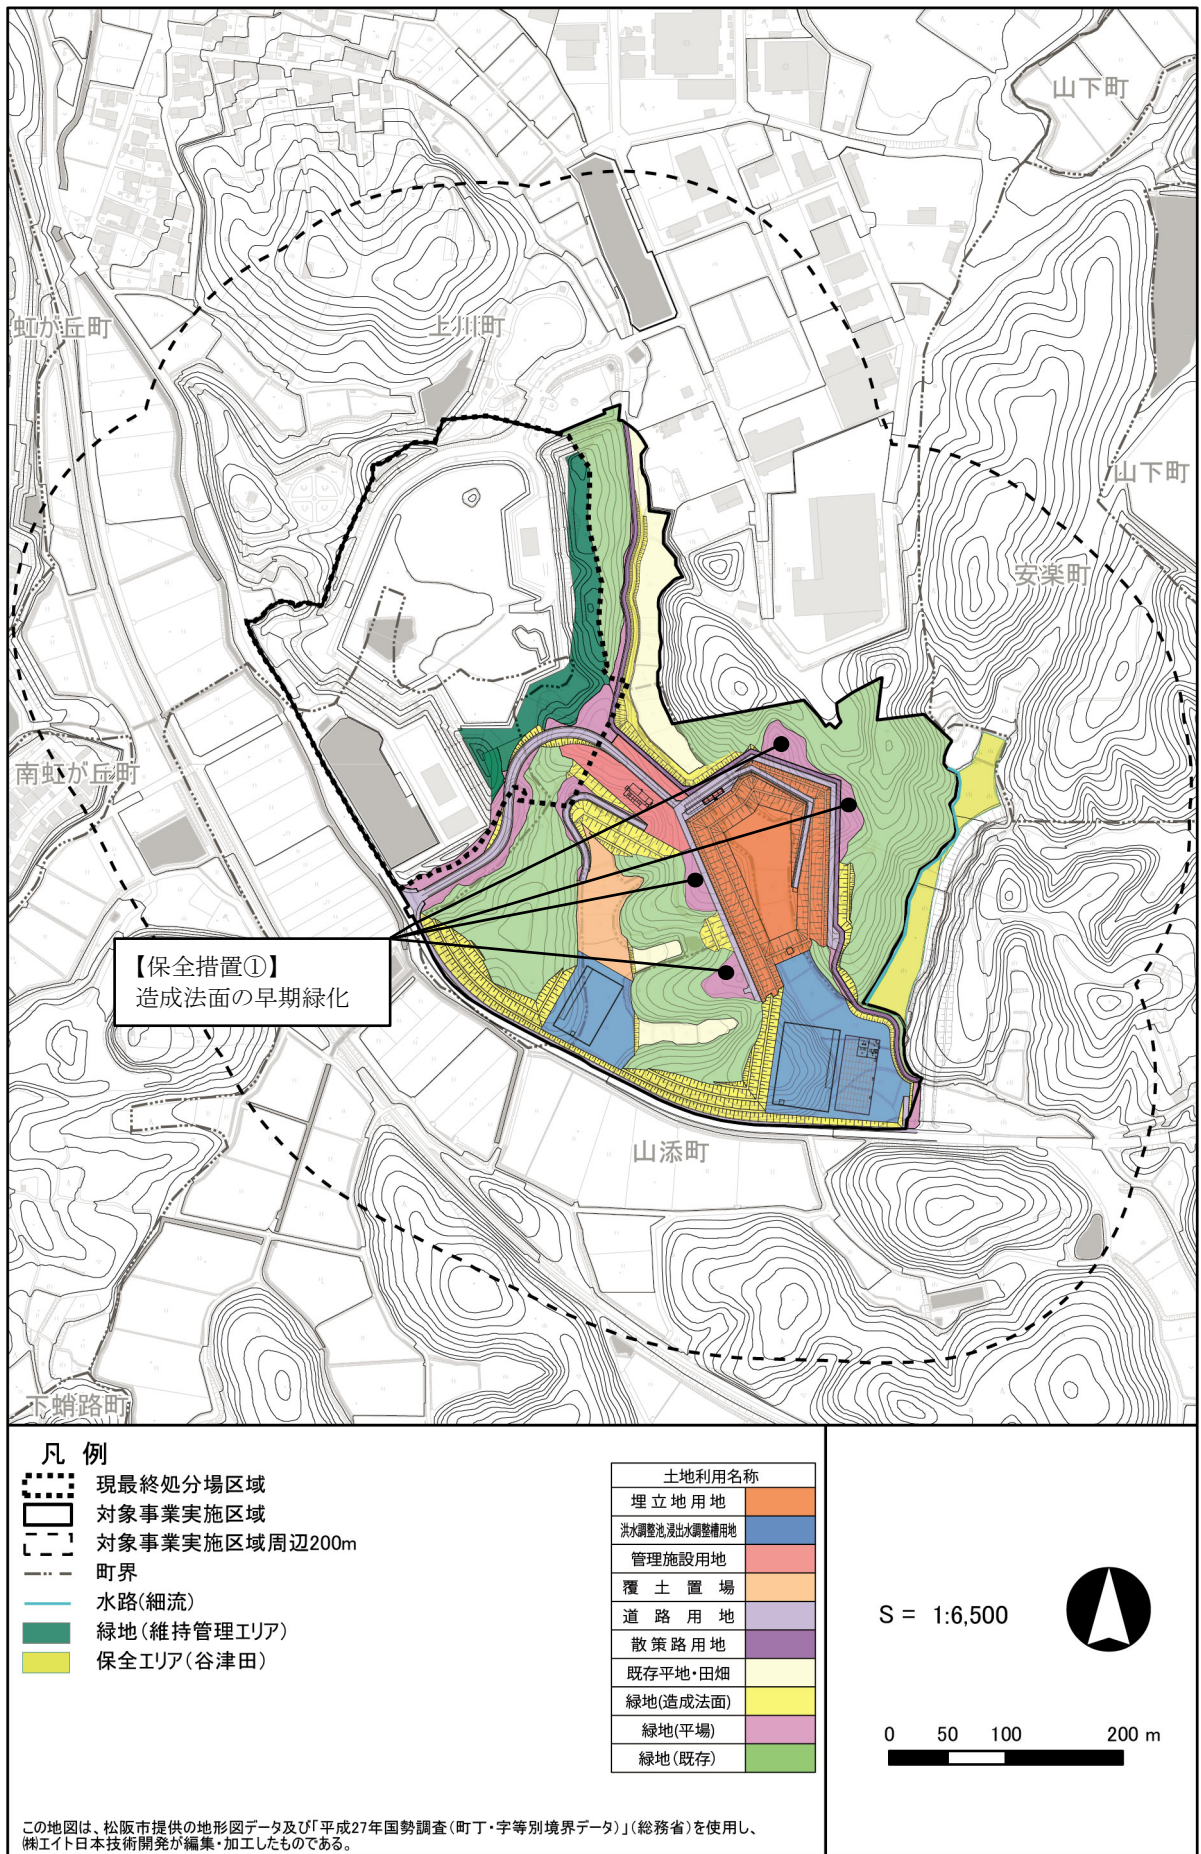 山下町
虹が丘町
上川町
山下町
安楽町
南虹が丘町
【保全措置①】
造成法面の早期緑化
山添町
下蛸路町
凡 例
現最終処分場区域
対象事業実施区域
対象事業実施区域周辺200m
町界
水路(細流)
緑地(維持管理エリア)
保全エリア(谷津田)
土地利用名称
埋立地用地
洪水調整池,浸出水調整槽用地
管理施設用地
覆土置場
道路用地
散策路用地
既存平地・田畑
緑地(造成法面)
緑地(平場)
緑地(既存)
S = 1:6,500
0 50 100 200 m
この地図は、松阪市提供の地形図データ及び「平成27年国勢調査(町丁・字等別境界データ)」(総務省)を使用し、
㈱エイト日本技術開発が編集・加工したものである。